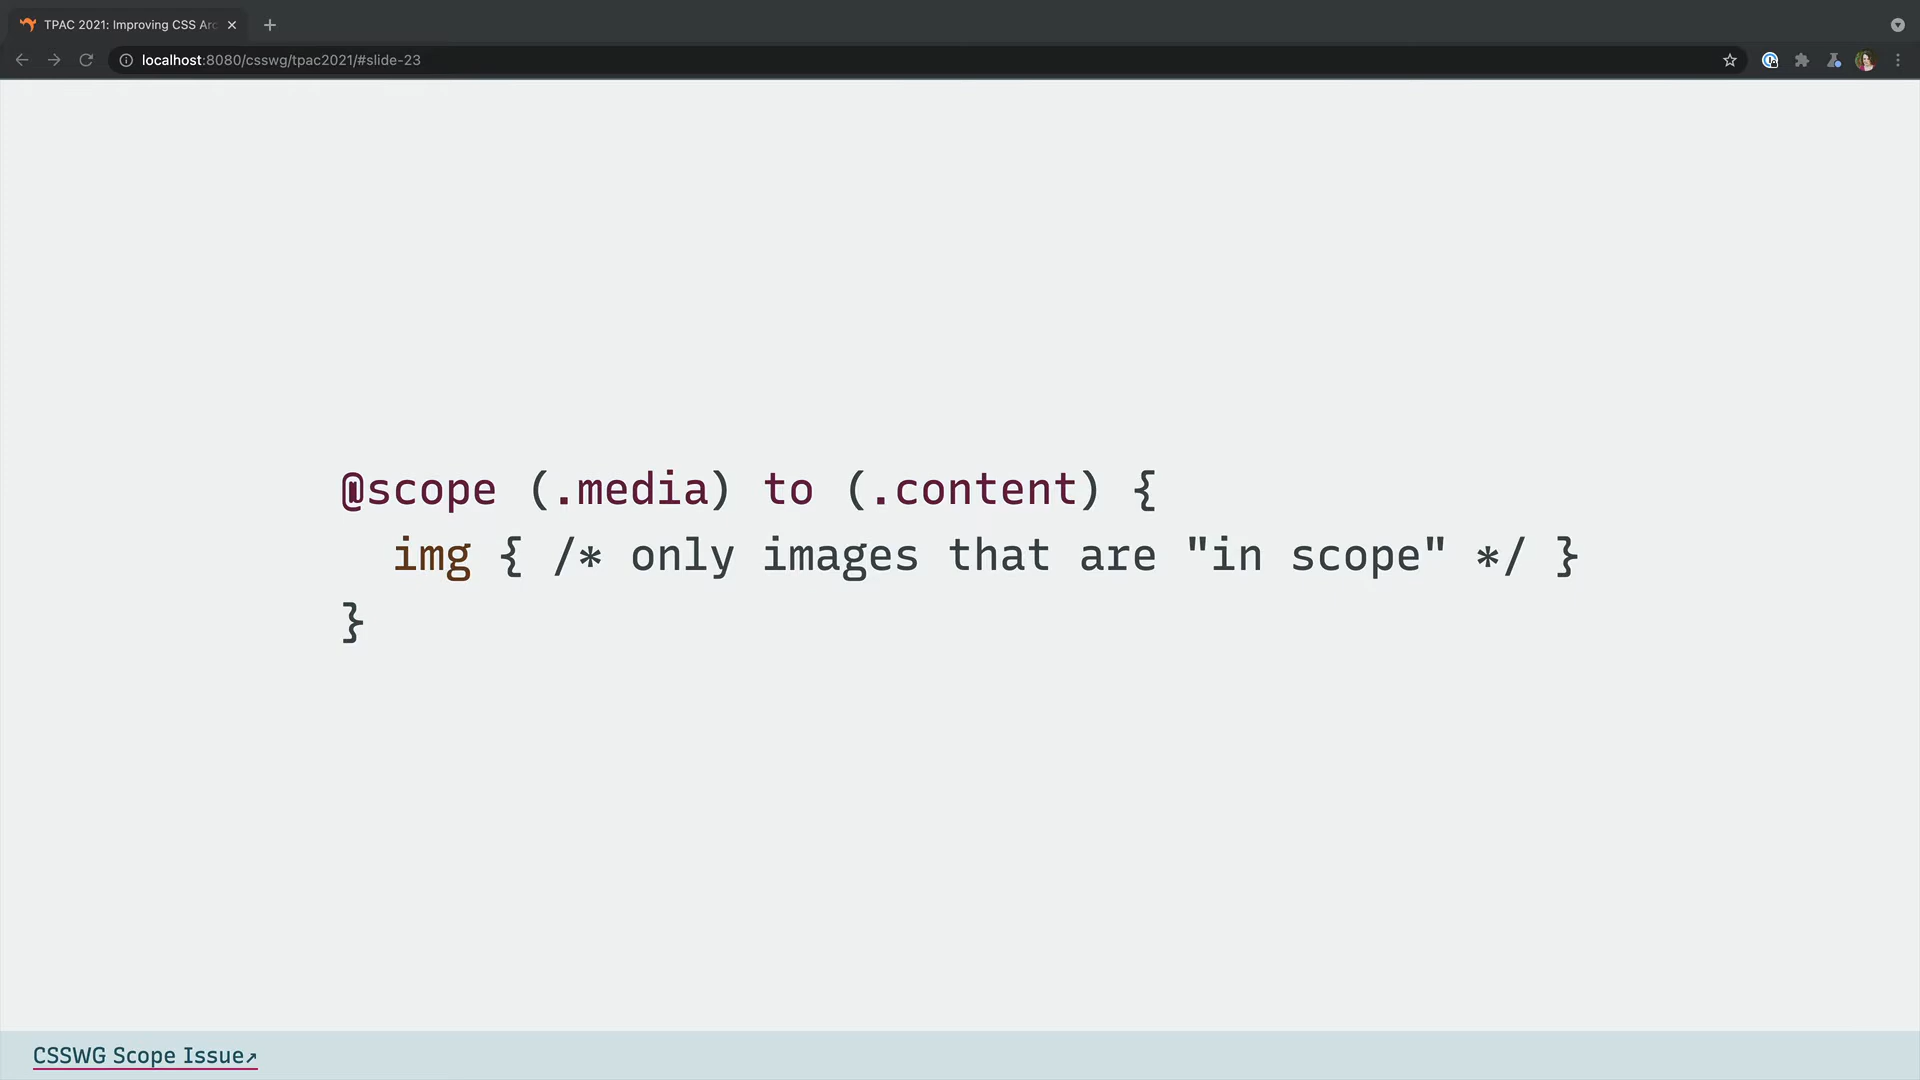 TPAC 2021: Improving CSS Arc
localhost:8080/csswg/tpac2021/#slide-23
@scope (.media) to (.content) {
img { /* only images that are "in scope" */ }
}
CSSWG Scope Issue↗